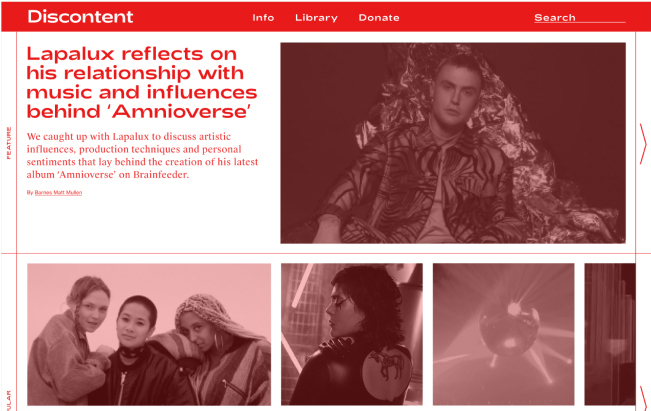 Discontent
Info Library Donate
Search
FEATURE
Lapalux reflects on
his relationship with
music and influences
behind ‘Amnioverse’
We caught up with Lapalux to discuss artistic
influences, production techniques and personal
sentiments that lay behind the creation of his latest
album ‘Amnioverse’ on Brainfeeder.
By Barnes Matt Mullen
ULAR